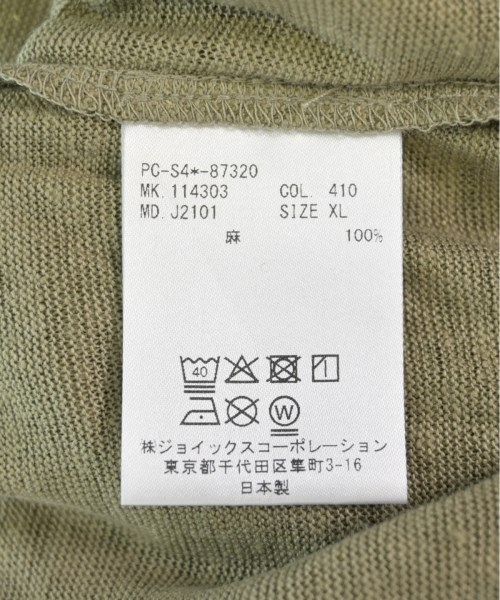 PC-S4*-87320
MK. 114303 COL. 410
MD. J2101 SIZE XL
麻 100%
40
W
株ジョイックスコーポレーション
東京都千代田区隼町3-16
日本製